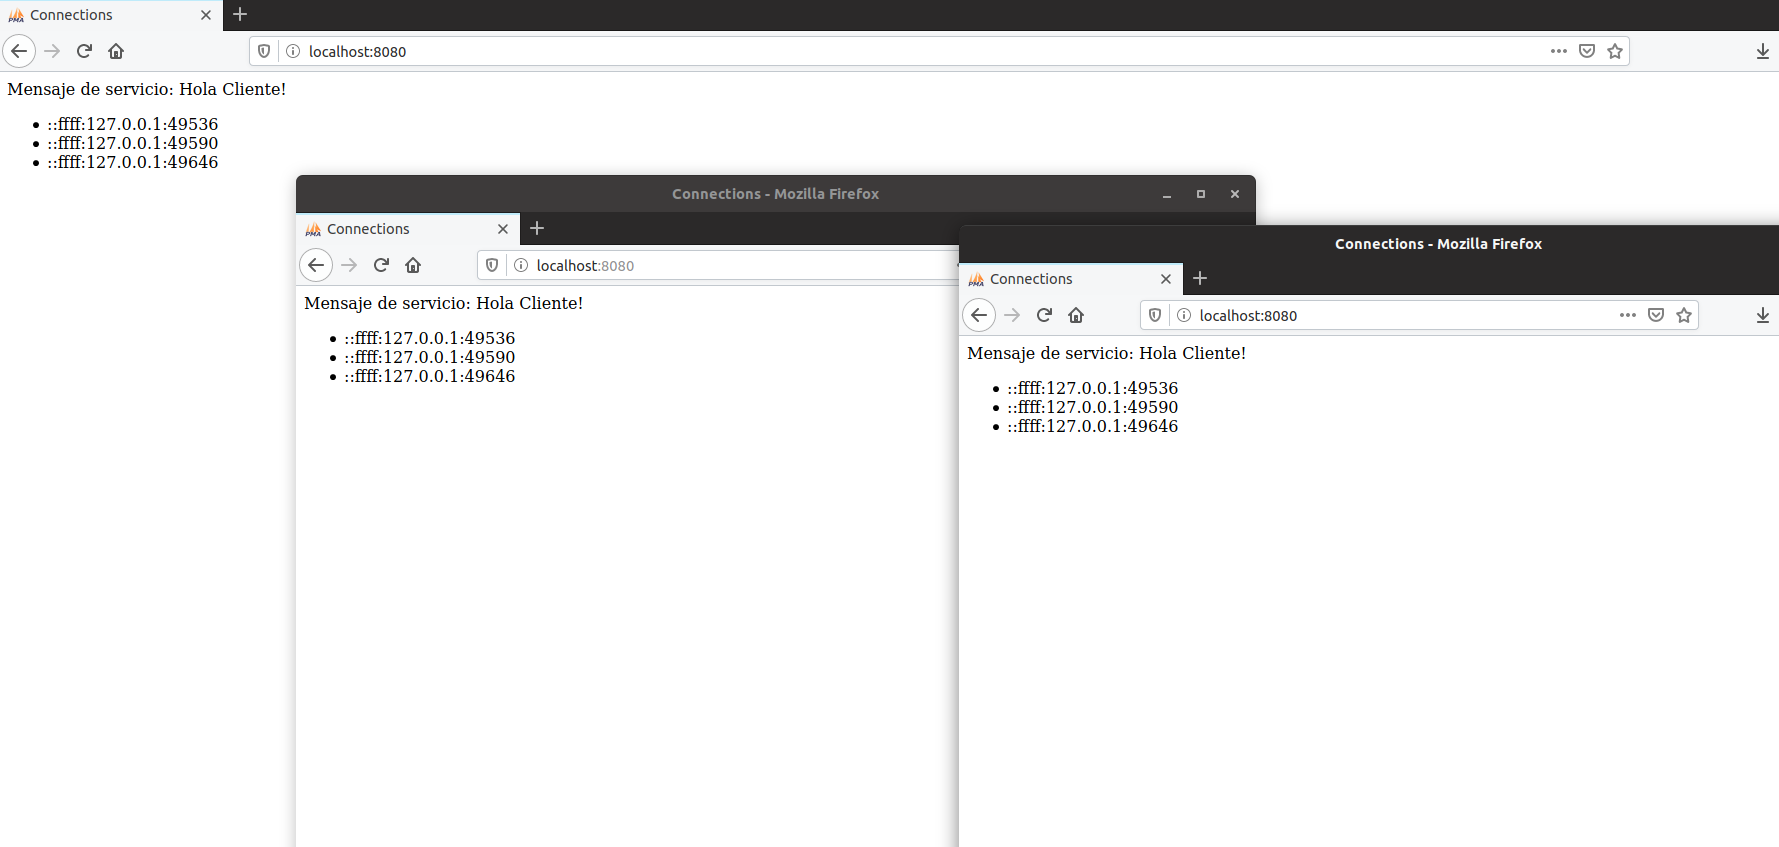 Connections
localhost:8080
Mensaje de servicio: Hola Cliente!
::ffff:127.0.0.1:49536
::ffff:127.0.0.1:49590
::ffff:127.0.0.1:49646
Connections - Mozilla Firefox
PMA Connections
localhost:8080
Mensaje de servicio: Hola Cliente!
::ffff:127.0.0.1:49536
::ffff:127.0.0.1:49590
::ffff:127.0.0.1:49646
Connections - Mozilla Firefox
PMA Connections
localhost:8080
Mensaje de servicio: Hola Cliente!
::ffff:127.0.0.1:49536
::ffff:127.0.0.1:49590
::ffff:127.0.0.1:49646